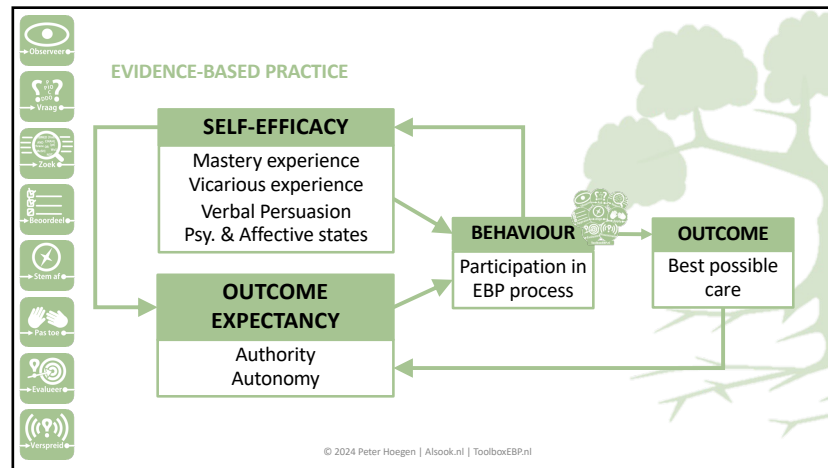 Observeer
Vraag
Zoek
Beoordeel
Stem af
Pas toe
Evalueer
Verspreid
EVIDENCE-BASED PRACTICE
SELF-EFFICACY
Mastery experience
Vicarious experience
Verbal Persuasion
Psy. & Affective states
OUTCOME
EXPECTANCY
Authority
Autonomy
BEHAVIOUR
Participation in
EBP process
OUTCOME
Best possible
care
© 2024 Peter Hoegen | Alsook.nl | ToolboxEBP.nl